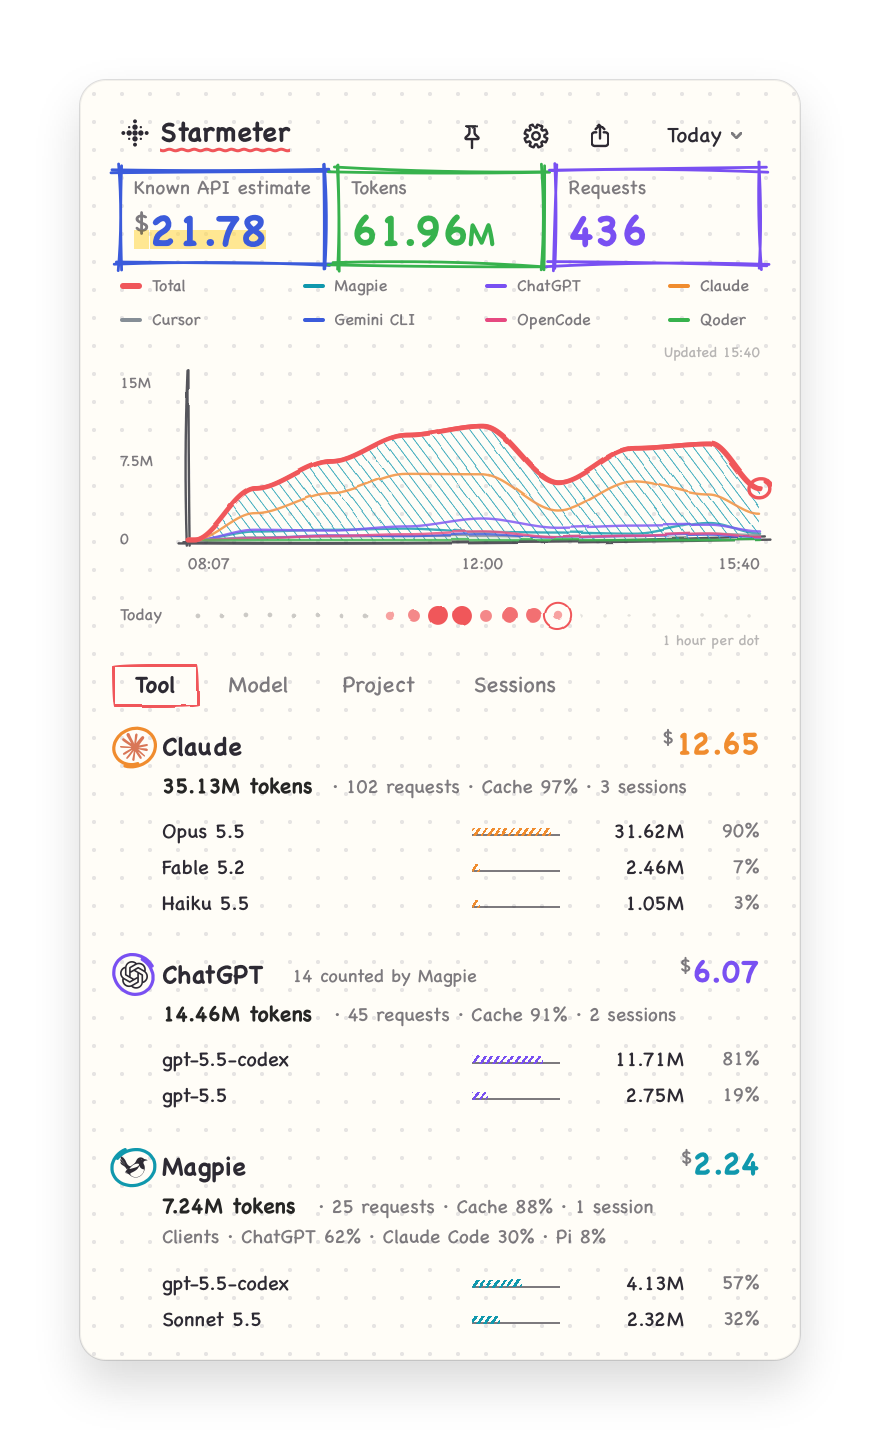 Starmeter
Today
Known API estimate
Tokens
Requests
$21.78
61.96M
436
Total
Magpie
ChatGPT
Claude
Cursor
Gemini CLI
OpenCode
Qoder
Updated 15:40
15M
7.5M
0
08:07
12:00
15:40
Today
1 hour per dot
Tool
Model
Project
Sessions
Claude
$12.65
35.13M tokens · 102 requests · Cache 97% · 3 sessions
Opus 5.5 31.62M 90%
Fable 5.2 2.46M 7%
Haiku 5.5 1.05M 3%
ChatGPT 14 counted by Magpie
$6.07
14.46M tokens · 45 requests · Cache 91% · 2 sessions
gpt-5.5-codex 11.71M 81%
gpt-5.5 2.75M 19%
Magpie
$2.24
7.24M tokens · 25 requests · Cache 88% · 1 session
Clients · ChatGPT 62% · Claude Code 30% · Pi 8%
gpt-5.5-codex 4.13M 57%
Sonnet 5.5 2.32M 32%